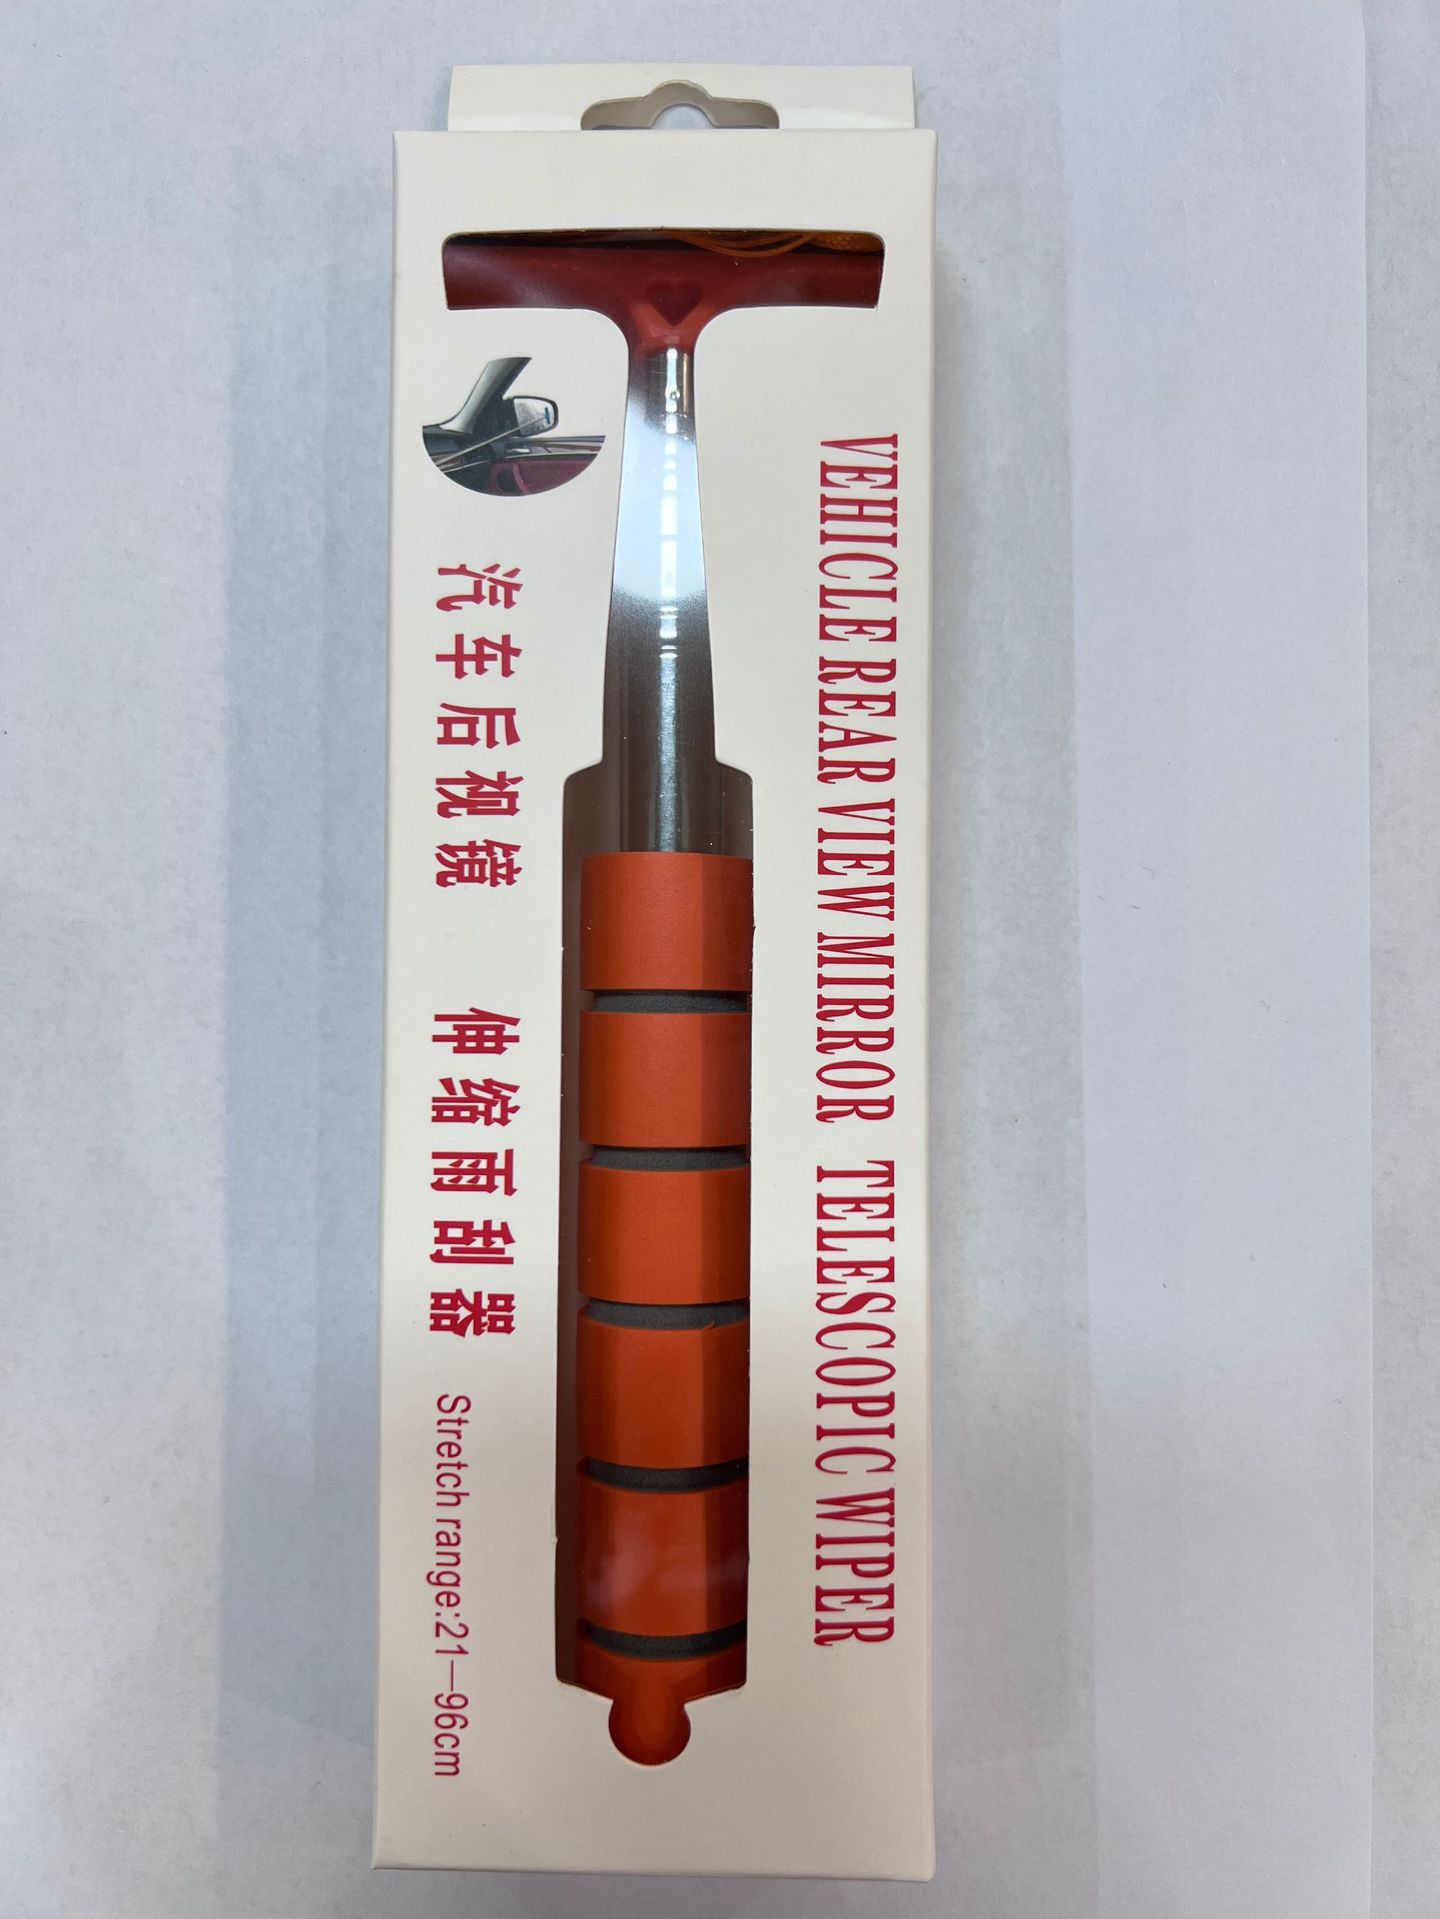 VEHICLE REAR VIEW MIRROR TELESCOPIC WIPER
汽车后视镜 伸缩雨刮器 Stretch range:21—96cm